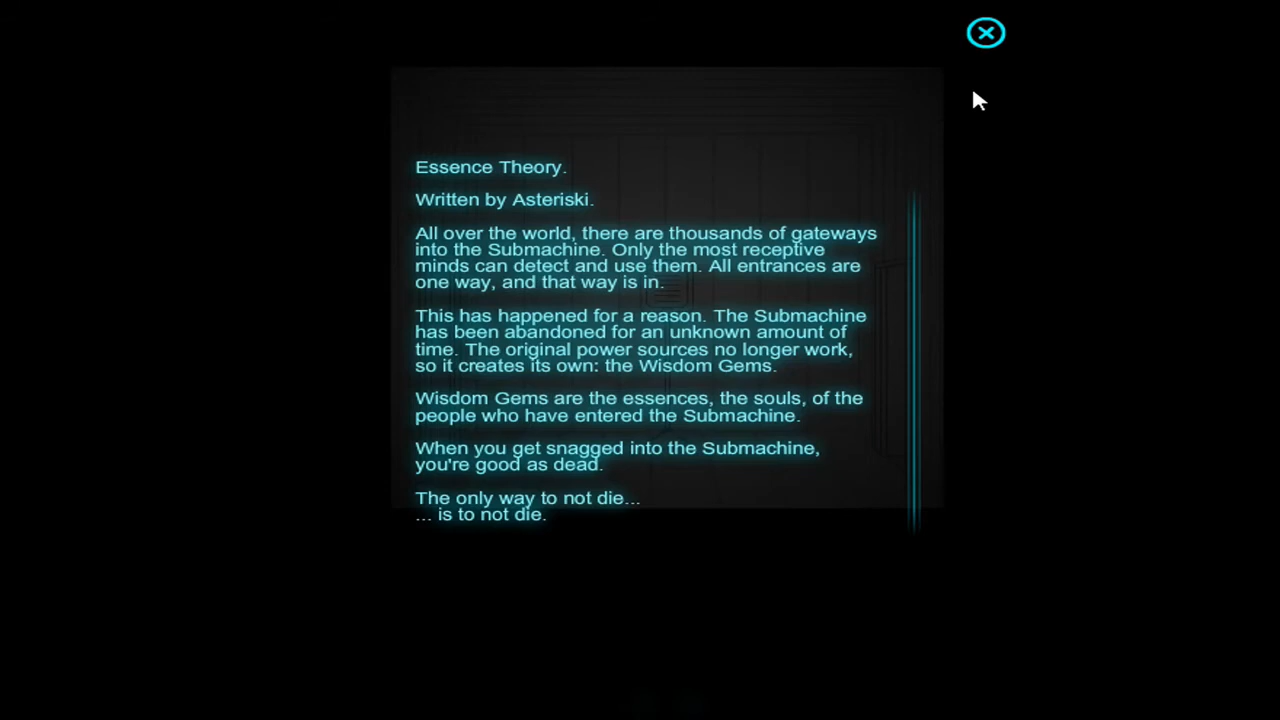 Essence Theory.
Written by Asteriski.
All over the world, there are thousands of gateways
into the Submachine. Only the most receptive
minds can detect and use them. All entrances are
one way, and that way is in.
This has happened for a reason. The Submachine
has been abandoned for an unknown amount of
time. The original power sources no longer work,
so it creates its own: the Wisdom Gems.
Wisdom Gems are the essences, the souls, of the
people who have entered the Submachine.
When you get snagged into the Submachine,
you're good as dead.
The only way to not die...
... is to not die.